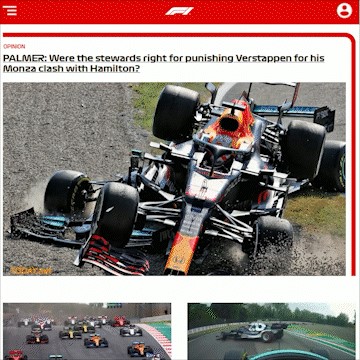 F1
OPINION
PALMER: Were the stewards right for punishing Verstappen for his
Monza clash with Hamilton?